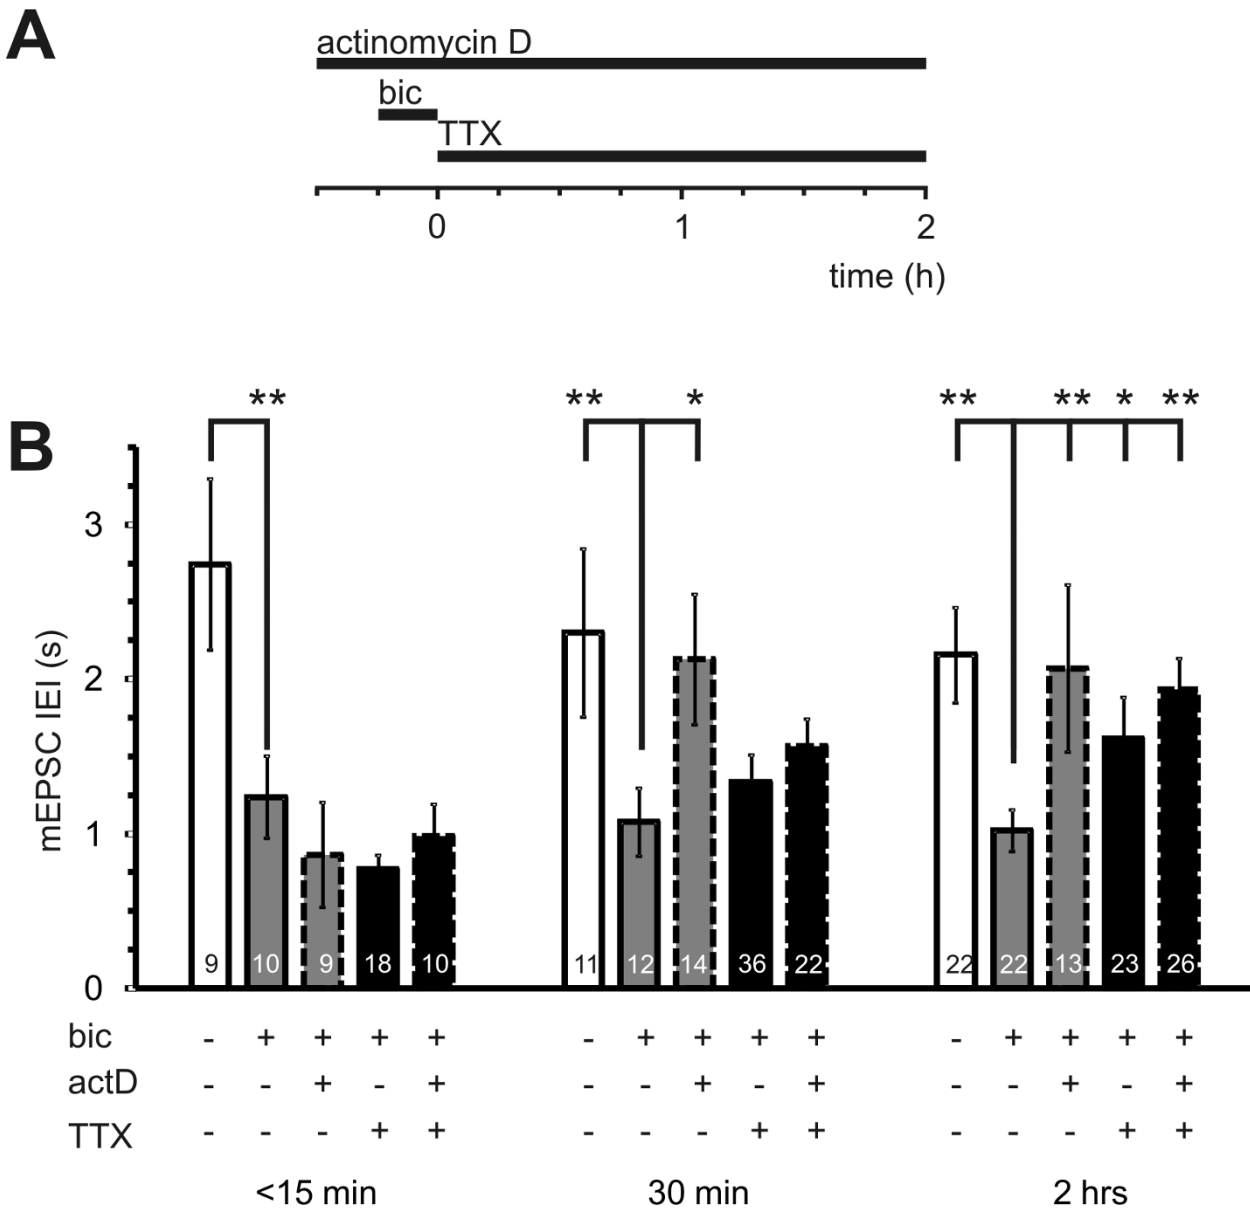 A
actinomycin D
bic
TTX
0 1 2
time (h)
B
** ** * ** ** * **
3
2
1
0
mEPSC IEI (s)
9 10 9 18 10 11 12 14 36 22 22 22 13 23 26
bic - + + + + - + + + + - + + + +
actD - - + - + - - + - + - - + - +
TTX - - - + + - - - + + - - - + +
<15 min 30 min 2 hrs